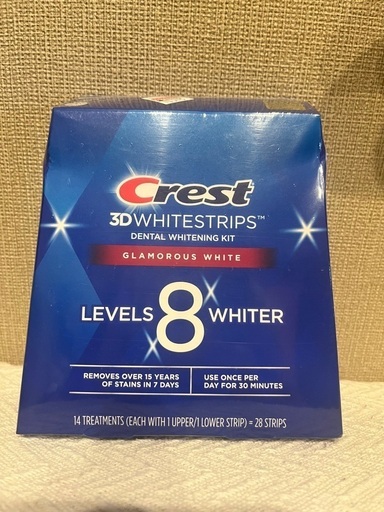 Crest
3DWHITESTRIPS™
DENTAL WHITENING KIT
GLAMOROUS WHITE
LEVELS 8 WHITER
REMOVES OVER 15 YEARS
OF STAINS IN 7 DAYS
USE ONCE PER
DAY FOR 30 MINUTES
14 TREATMENTS (EACH WITH 1 UPPER/1 LOWER STRIP) = 28 STRIPS